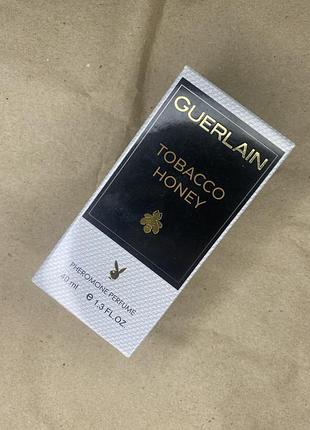 GUERLAIN
TOBACCO
HONEY
PHEROMONE PERFUME
40 ml ℮ 1.3 FL.OZ